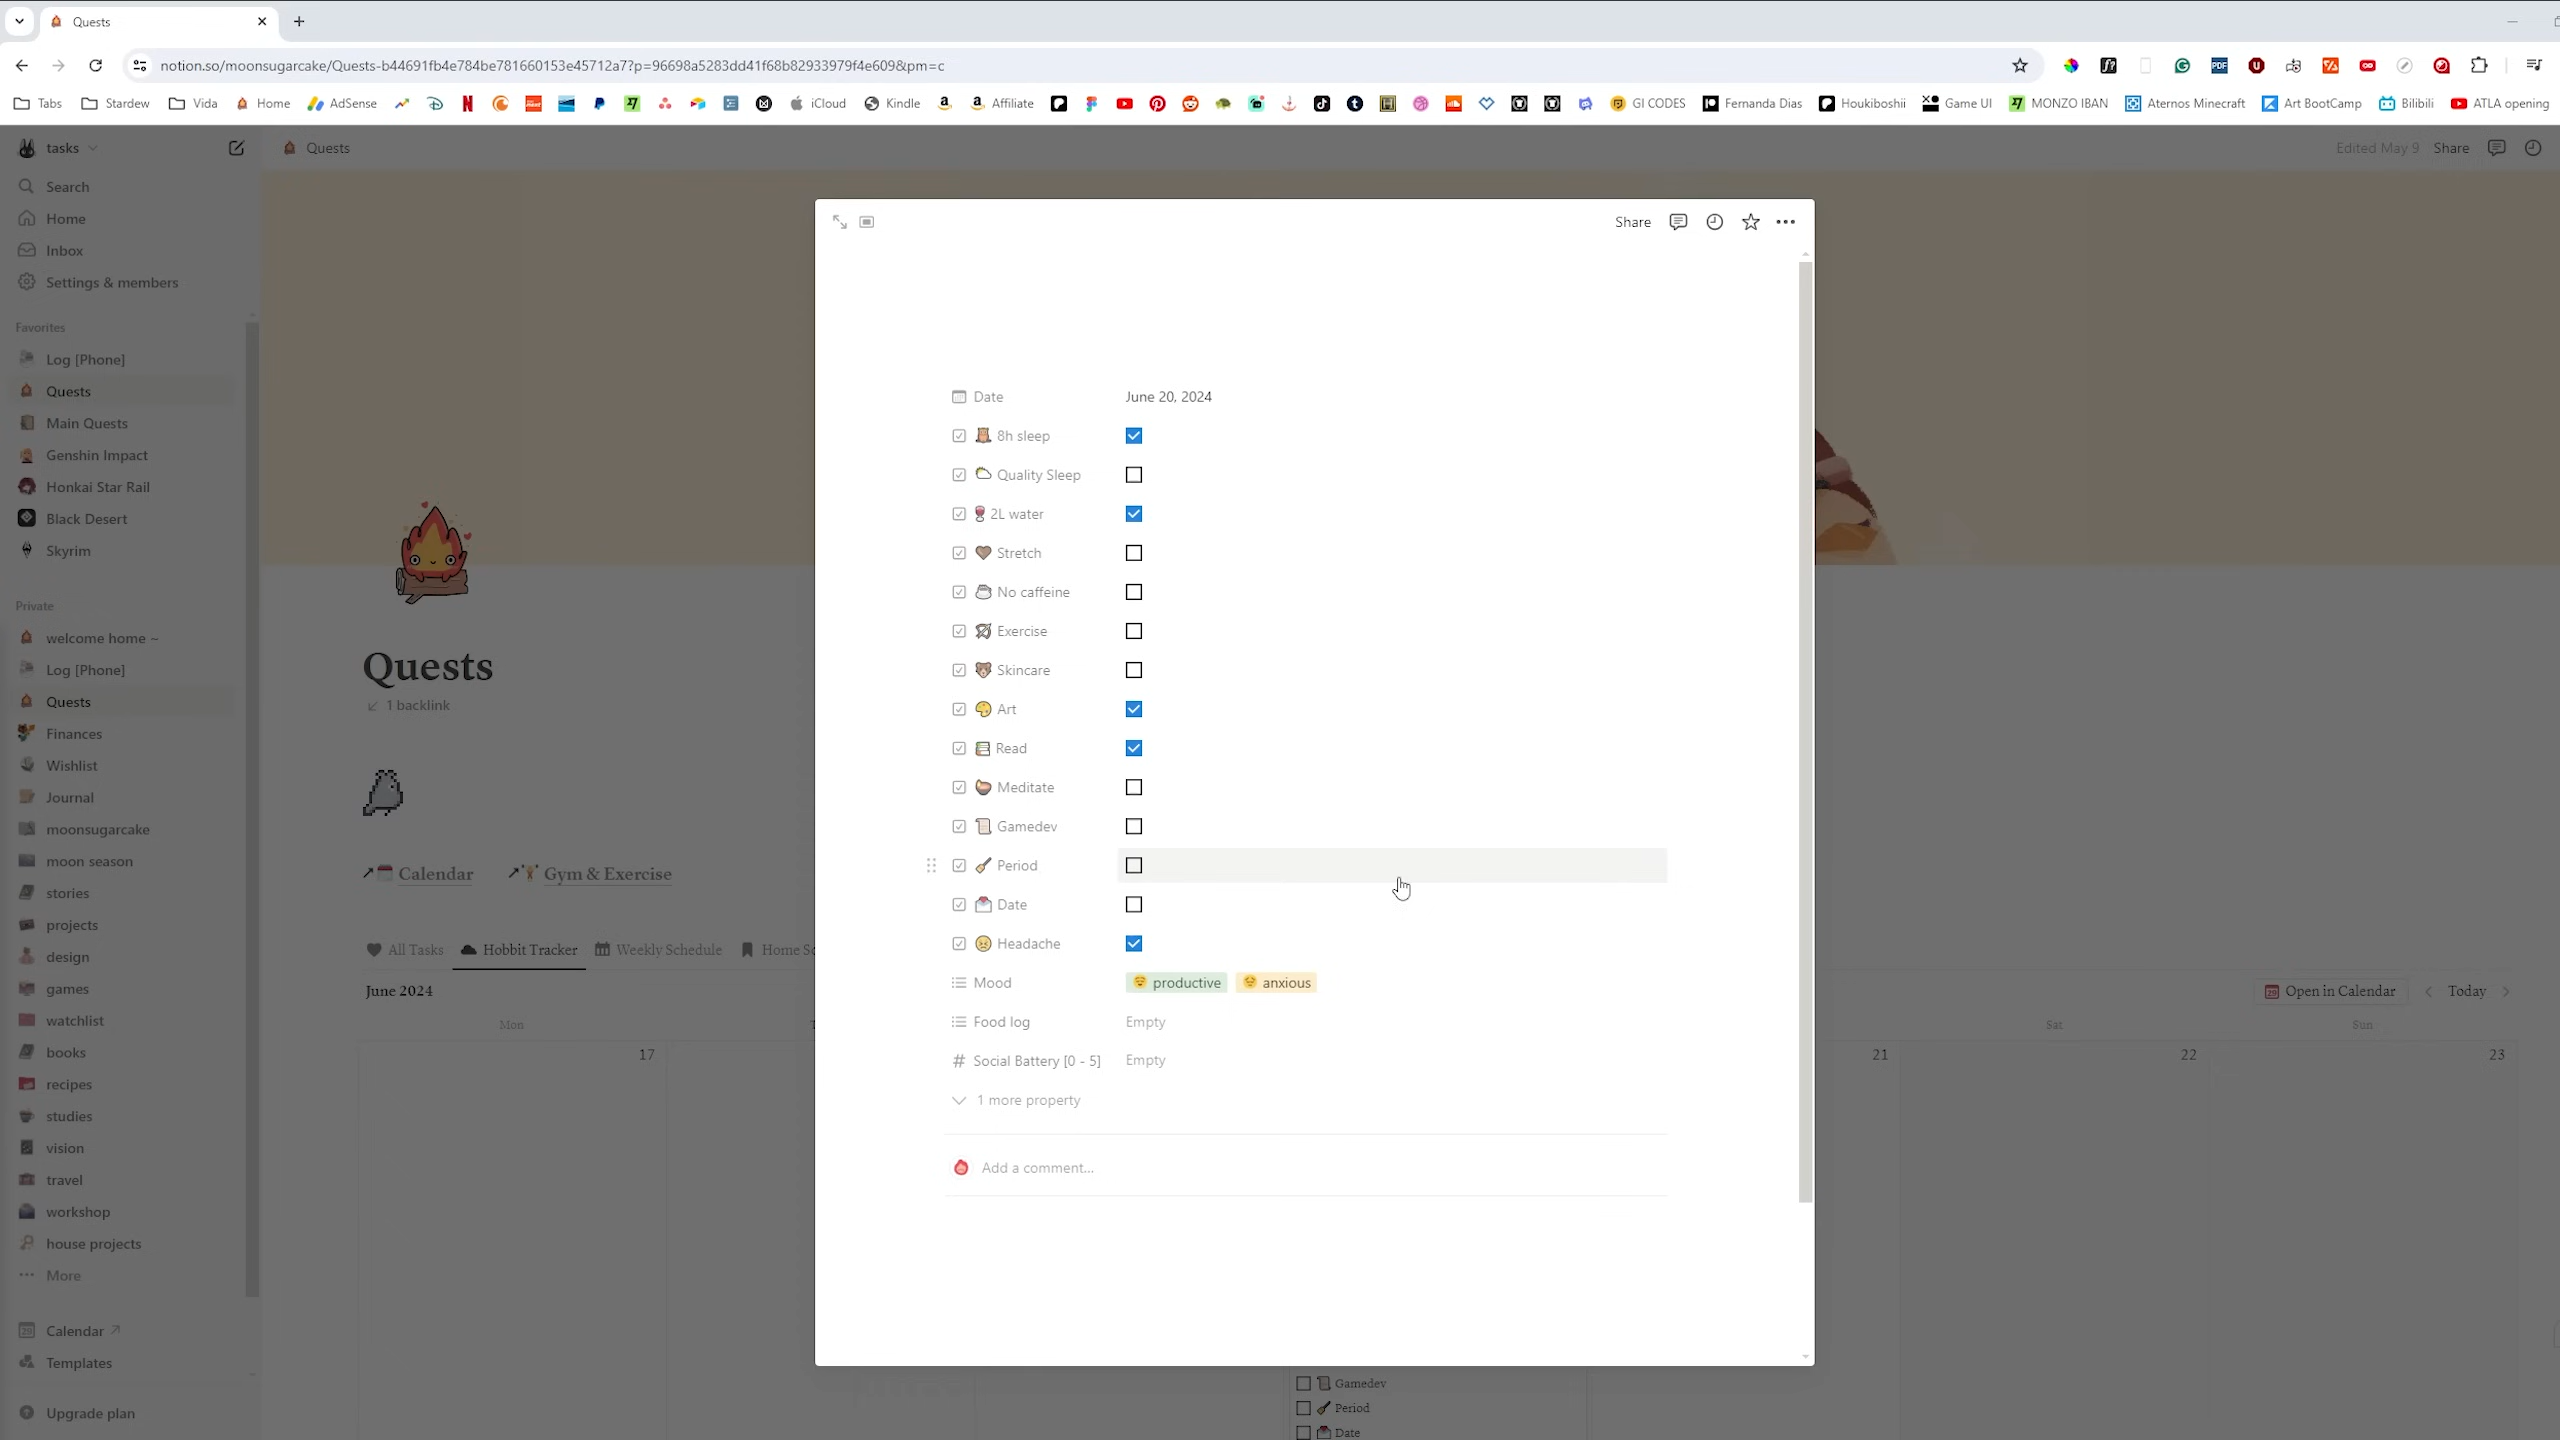 Quests
notion.so/moonsugarcake/Quests-b44691fb4e784be781660153e45712a7?p=96698a5283dd41f68b82933979f4e609&pm=c
Tabs Stardew Vida Home AdSense iCloud Kindle Affiliate GI CODES Fernanda Dias Houkiboshii Game UI MONZO IBAN Aternos Minecraft Art BootCamp Bilibili ATLA opening
tasks
Search
Home
Inbox
Settings & members
Favorites
Log [Phone]
Quests
Main Quests
Genshin Impact
Honkai Star Rail
Black Desert
Skyrim
Private
welcome home ~
Log [Phone]
Quests
Finances
Wishlist
Journal
moonsugarcake
moon season
stories
projects
design
games
watchlist
books
recipes
studies
vision
travel
workshop
house projects
More
Calendar
Templates
Upgrade plan
Quests
Edited May 9 Share
Quests
1 backlink
Calendar Gym & Exercise
All Tasks Hobbit Tracker Weekly Schedule Home
June 2024
Open in Calendar Today
Mon Sat Sun
17 21 22 23
Share
Date June 20, 2024
8h sleep
Quality Sleep
2L water
Stretch
No caffeine
Exercise
Skincare
Art
Read
Meditate
Gamedev
Period
Date
Headache
Mood productive anxious
Food log Empty
Social Battery [0 - 5] Empty
1 more property
Add a comment...
Gamedev
Period
Date